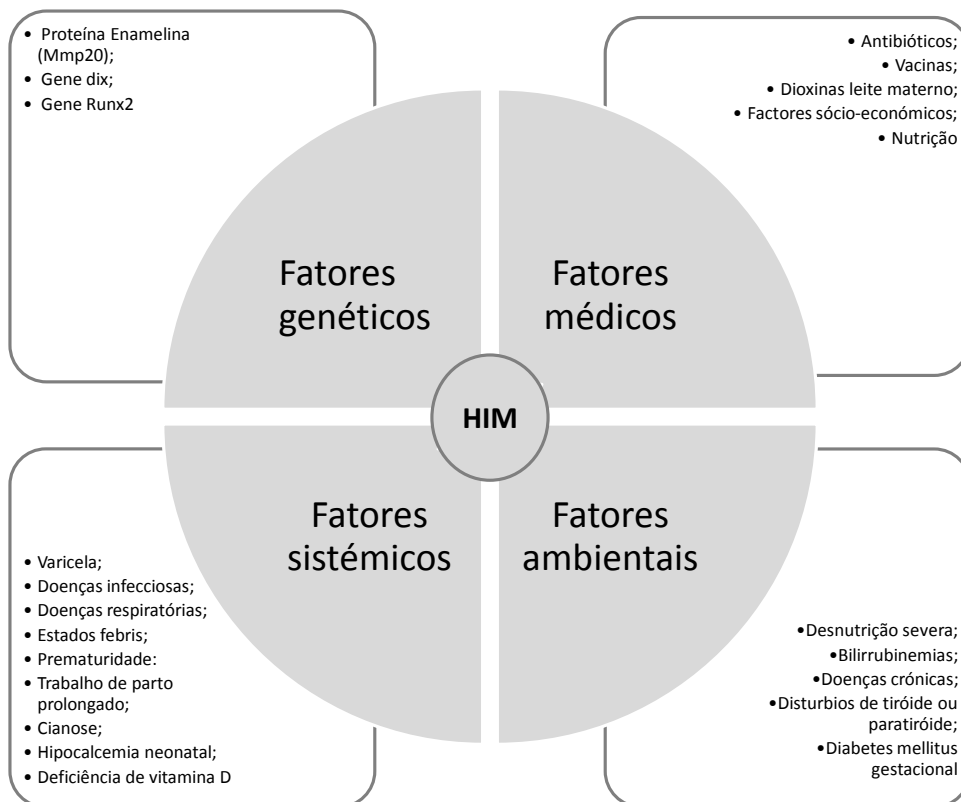 • Proteína Enamelina
(Mmp20);
• Gene dix;
• Gene Runx2
• Antibióticos;
• Vacinas;
• Dioxinas leite materno;
• Factores sócio-económicos;
• Nutrição
Fatores
genéticos
Fatores
médicos
HIM
Fatores
sistémicos
Fatores
ambientais
• Varicela;
• Doenças infecciosas;
• Doenças respiratórias;
• Estados febris;
• Prematuridade:
• Trabalho de parto
prolongado;
• Cianose;
• Hipocalcemia neonatal;
• Deficiência de vitamina D
•Desnutrição severa;
•Bilirrubinemias;
•Doenças crónicas;
•Disturbios de tiróide ou
paratiróide;
•Diabetes mellitus
gestacional